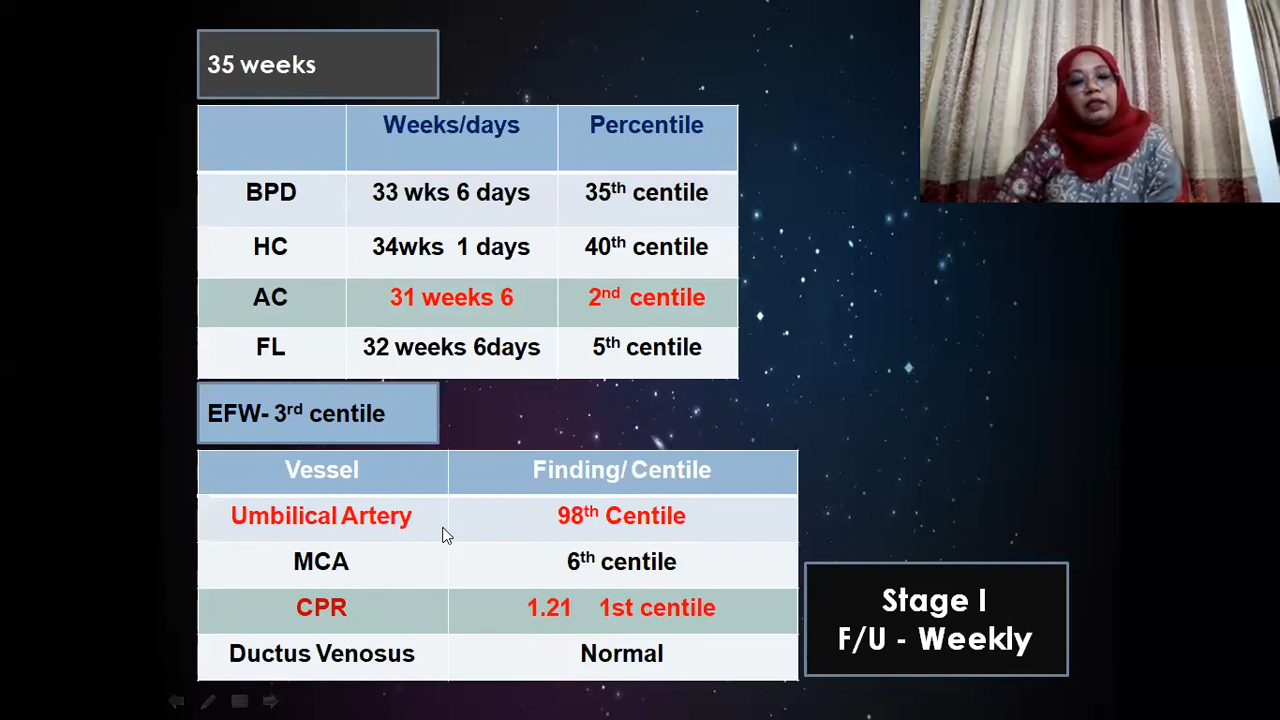 35 weeks
Weeks/days Percentile
BPD 33 wks 6 days 35th centile
HC 34wks 1 days 40th centile
AC 31 weeks 6 2nd centile
FL 32 weeks 6days 5th centile
EFW- 3rd centile
Vessel Finding/ Centile
Umbilical Artery 98th Centile
MCA 6th centile
CPR 1.21 1st centile
Ductus Venosus Normal
Stage I
F/U - Weekly